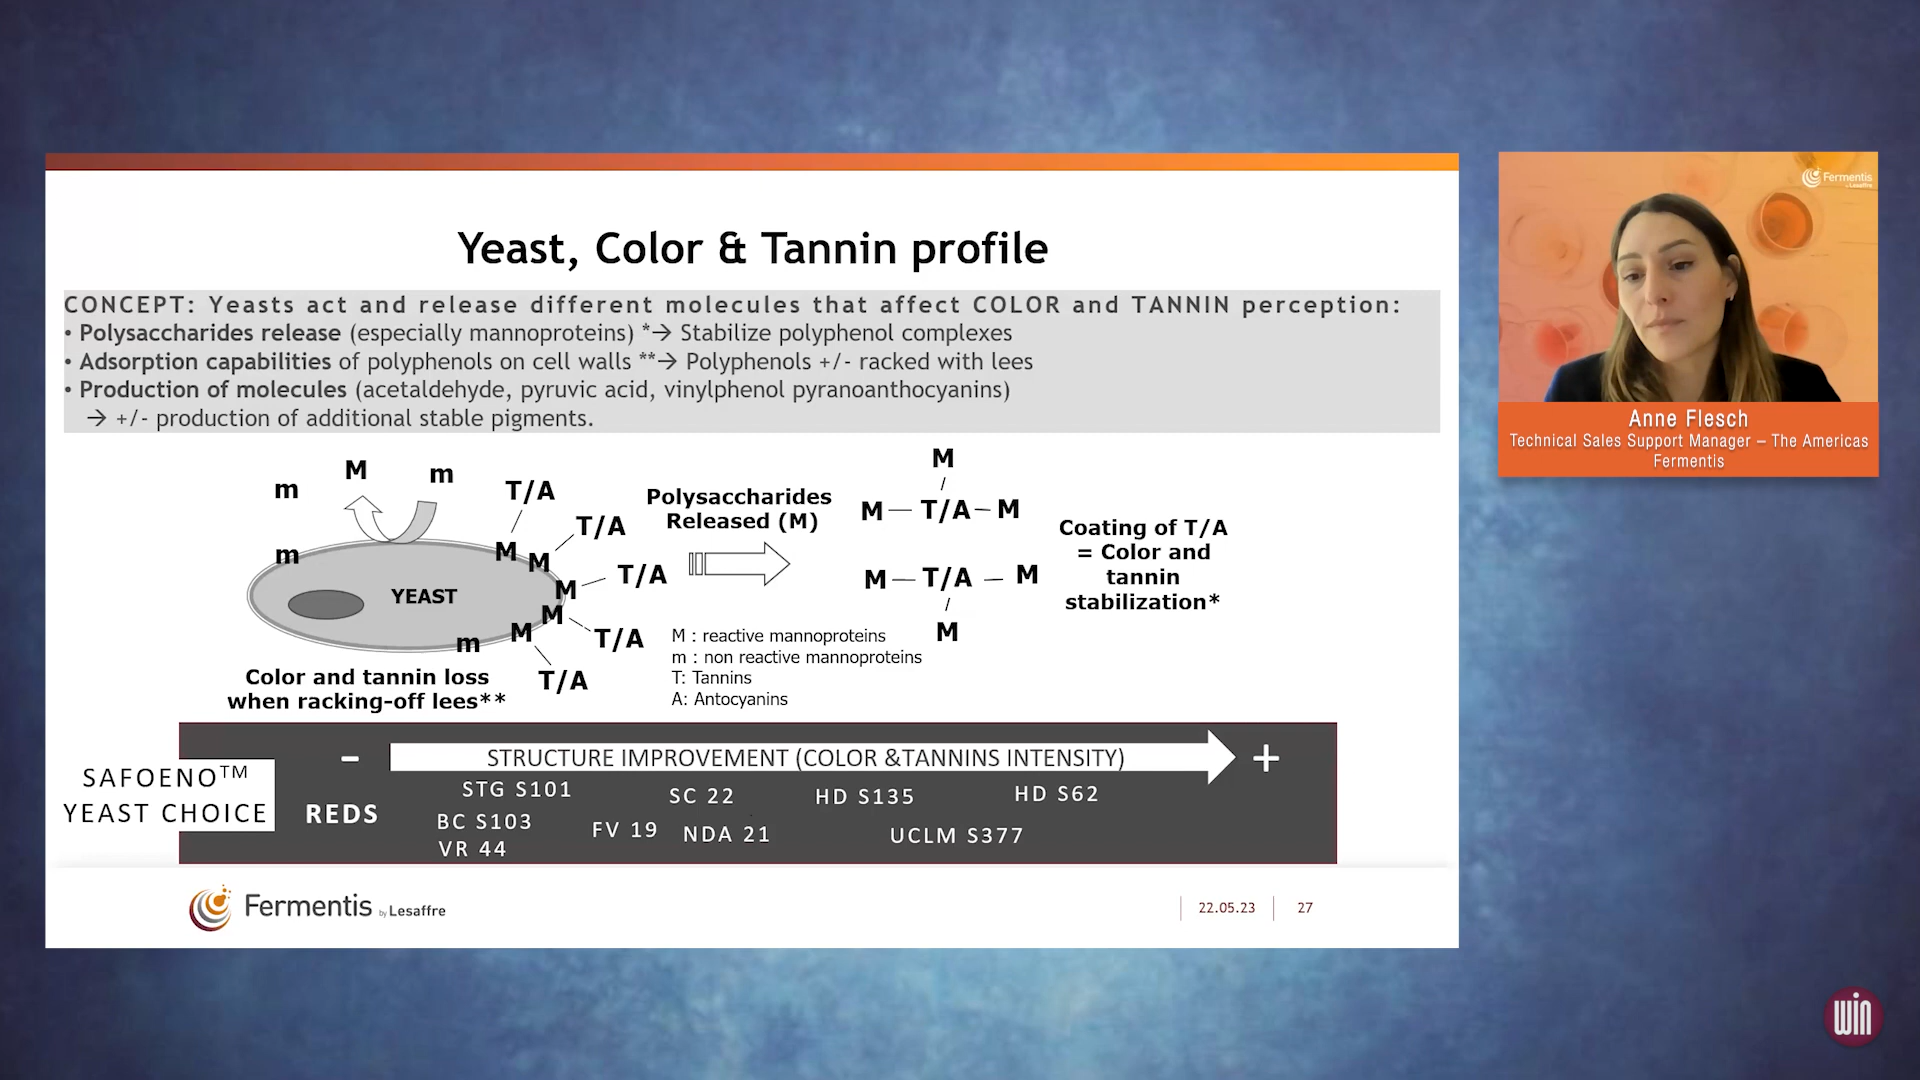 Yeast, Color & Tannin profile
CONCEPT: Yeasts act and release different molecules that affect COLOR and TANNIN perception:
• Polysaccharides release (especially mannoproteins) *→ Stabilize polyphenol complexes
• Adsorption capabilities of polyphenols on cell walls **→ Polyphenols +/- racked with lees
• Production of molecules (acetaldehyde, pyruvic acid, vinylphenol pyranoanthocyanins)
→ +/- production of additional stable pigments.
m
M
m
m
YEAST
m
M
M
M
M
M
T/A
T/A
T/A
T/A
T/A
Color and tannin loss
when racking-off lees**
Polysaccharides
Released (M)
M
M T/A M
M T/A M
M
M : reactive mannoproteins
m : non reactive mannoproteins
T: Tannins
A: Antocyanins
Coating of T/A
= Color and
tannin
stabilization*
SAFOENO™
YEAST CHOICE
-
STRUCTURE IMPROVEMENT (COLOR &TANNINS INTENSITY)
+
REDS
STG S101
SC 22
HD S135
HD S62
BC S103
FV 19
NDA 21
UCLM S377
VR 44
Fermentis by Lesaffre
22.05.23
27
Fermentis
by Lesaffre
Anne Flesch
Technical Sales Support Manager – The Americas
Fermentis
win